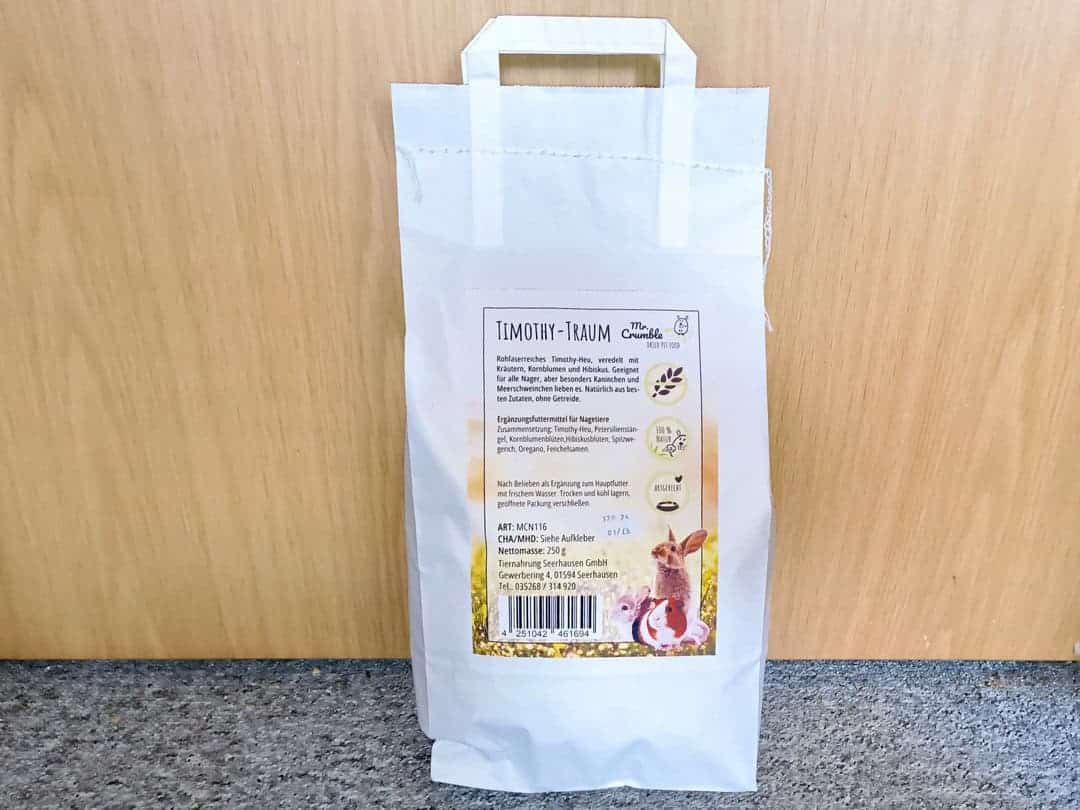 TIMOTHY-TRAUM
Mr.
Crumble
Rohfaserreiches Timothy-Heu, veredelt mit
Kräutern, Kornblumen und Hibiskus. Geeignet
für alle Nager, aber besonders Kaninchen und
Meerschweinchen lieben es. Natürlich aus bes-
ten Zutaten, ohne Getreide.
100 %
NATUR
Ergänzungsfuttermittel für Nagetiere
Zusammensetzung: Timothy-Heu, Petersilienstän-
gel, Kornblumenblüten,Hibiskusblüten, Spitzwe-
gerich, Oregano, Fenchelsamen.
ARTGERECHT
Nach Belieben als Ergänzung zum Hauptfutter
mit frischem Wasser. Trocken und kühl lagern,
geöffnete Packung verschließen.
ART: MCN116
CHA/MHD: Siehe Aufkleber
Nettomasse: 250 g
Tiernahrung Seerhausen GmbH
Gewerbering 4, 01594 Seerhausen
Tel.: 035268 / 314 920
4 251042 461694